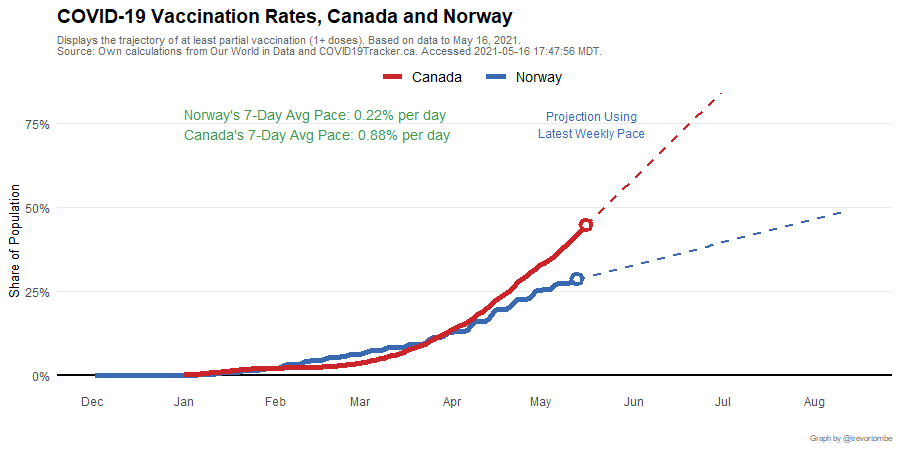 COVID-19 Vaccination Rates, Canada and Norway
Displays the trajectory of at least partial vaccination (1+ doses). Based on data to May 16, 2021.
Source: Own calculations from Our World in Data and COVID19Tracker.ca. Accessed 2021-05-16 17:47:56 MDT.
Canada
Norway
Norway's 7-Day Avg Pace: 0.22% per day
Canada's 7-Day Avg Pace: 0.88% per day
Projection Using
Latest Weekly Pace
Share of Population
75%
50%
25%
0%
Dec
Jan
Feb
Mar
Apr
May
Jun
Jul
Aug
Graph by @trevortombe